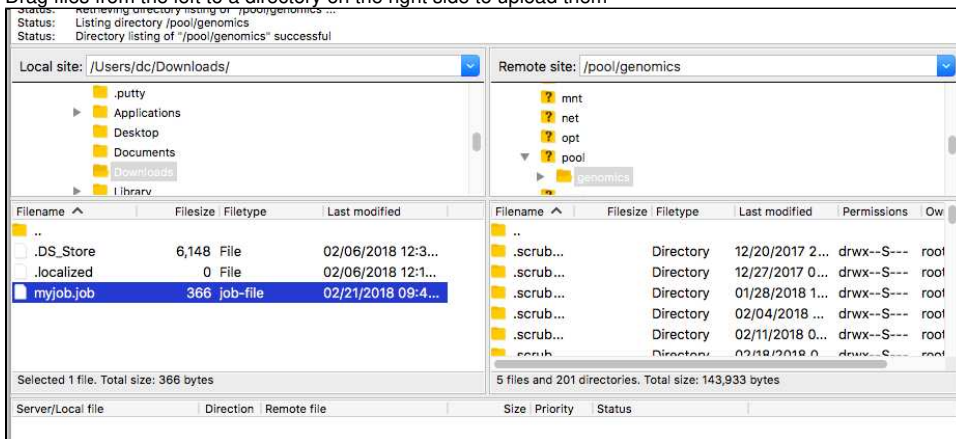 Drag files from the left to a directory on the right side to upload them
Status: Retrieving directory listing of "/pool/genomics"...
Status: Listing directory /pool/genomics
Status: Directory listing of "/pool/genomics" successful
Local site: /Users/dc/Downloads/
.putty
Applications
Desktop
Documents
Downloads
Library
Remote site: /pool/genomics
mnt
net
opt
pool
genomics
Filename Filesize Filetype Last modified
..
.DS_Store 6,148 File 02/06/2018 12:3...
.localized 0 File 02/06/2018 12:1...
myjob.job 366 job-file 02/21/2018 09:4...
Selected 1 file. Total size: 366 bytes
Filename Filesize Filetype Last modified Permissions Ow
..
.scrub... Directory 12/20/2017 2... drwx--S--- root
.scrub... Directory 12/27/2017 0... drwx--S--- root
.scrub... Directory 01/28/2018 1... drwx--S--- root
.scrub... Directory 02/04/2018 ... drwx--S--- root
.scrub... Directory 02/11/2018 0... drwx--S--- root
.scrub... Directory 02/18/2018 0... drwx--S--- root
5 files and 201 directories. Total size: 143,933 bytes
Server/Local file Direction Remote file Size Priority Status